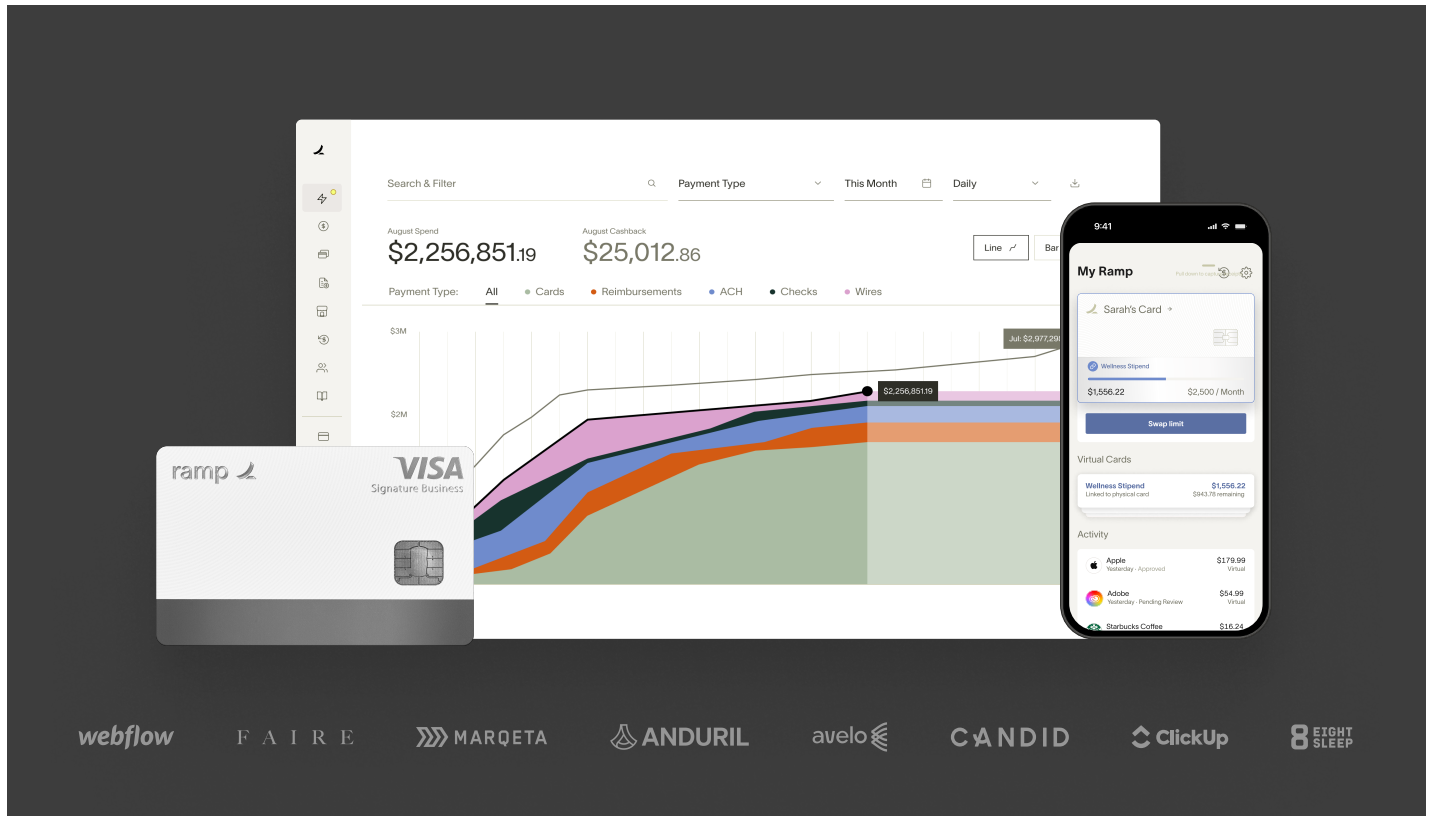 Search & Filter
Payment Type
This Month
Daily
August Spend
$2,256,851.19
August Cashback
$25,012.86
Line
Bar
Payment Type:
All
Cards
Reimbursements
ACH
Checks
Wires
$3M
$2M
Jul: $2,977,29
$2,256,851.19
ramp
VISA
Signature Business
9:41
My Ramp
Sarah's Card
Wellness Stipend
$1,556.22
$2,500 / Month
Swap limit
Virtual Cards
Wellness Stipend
$1,556.22
Linked to physical card
$943.78 remaining
Activity
Apple
$179.99
Yesterday - Approved
Virtual
Adobe
$54.99
Yesterday - Pending Review
Virtual
Starbucks Coffee
$16.24
webflow
FAIRE
MARQETA
ANDURIL
avelo
CANDID
ClickUp
8 EIGHT
SLEEP